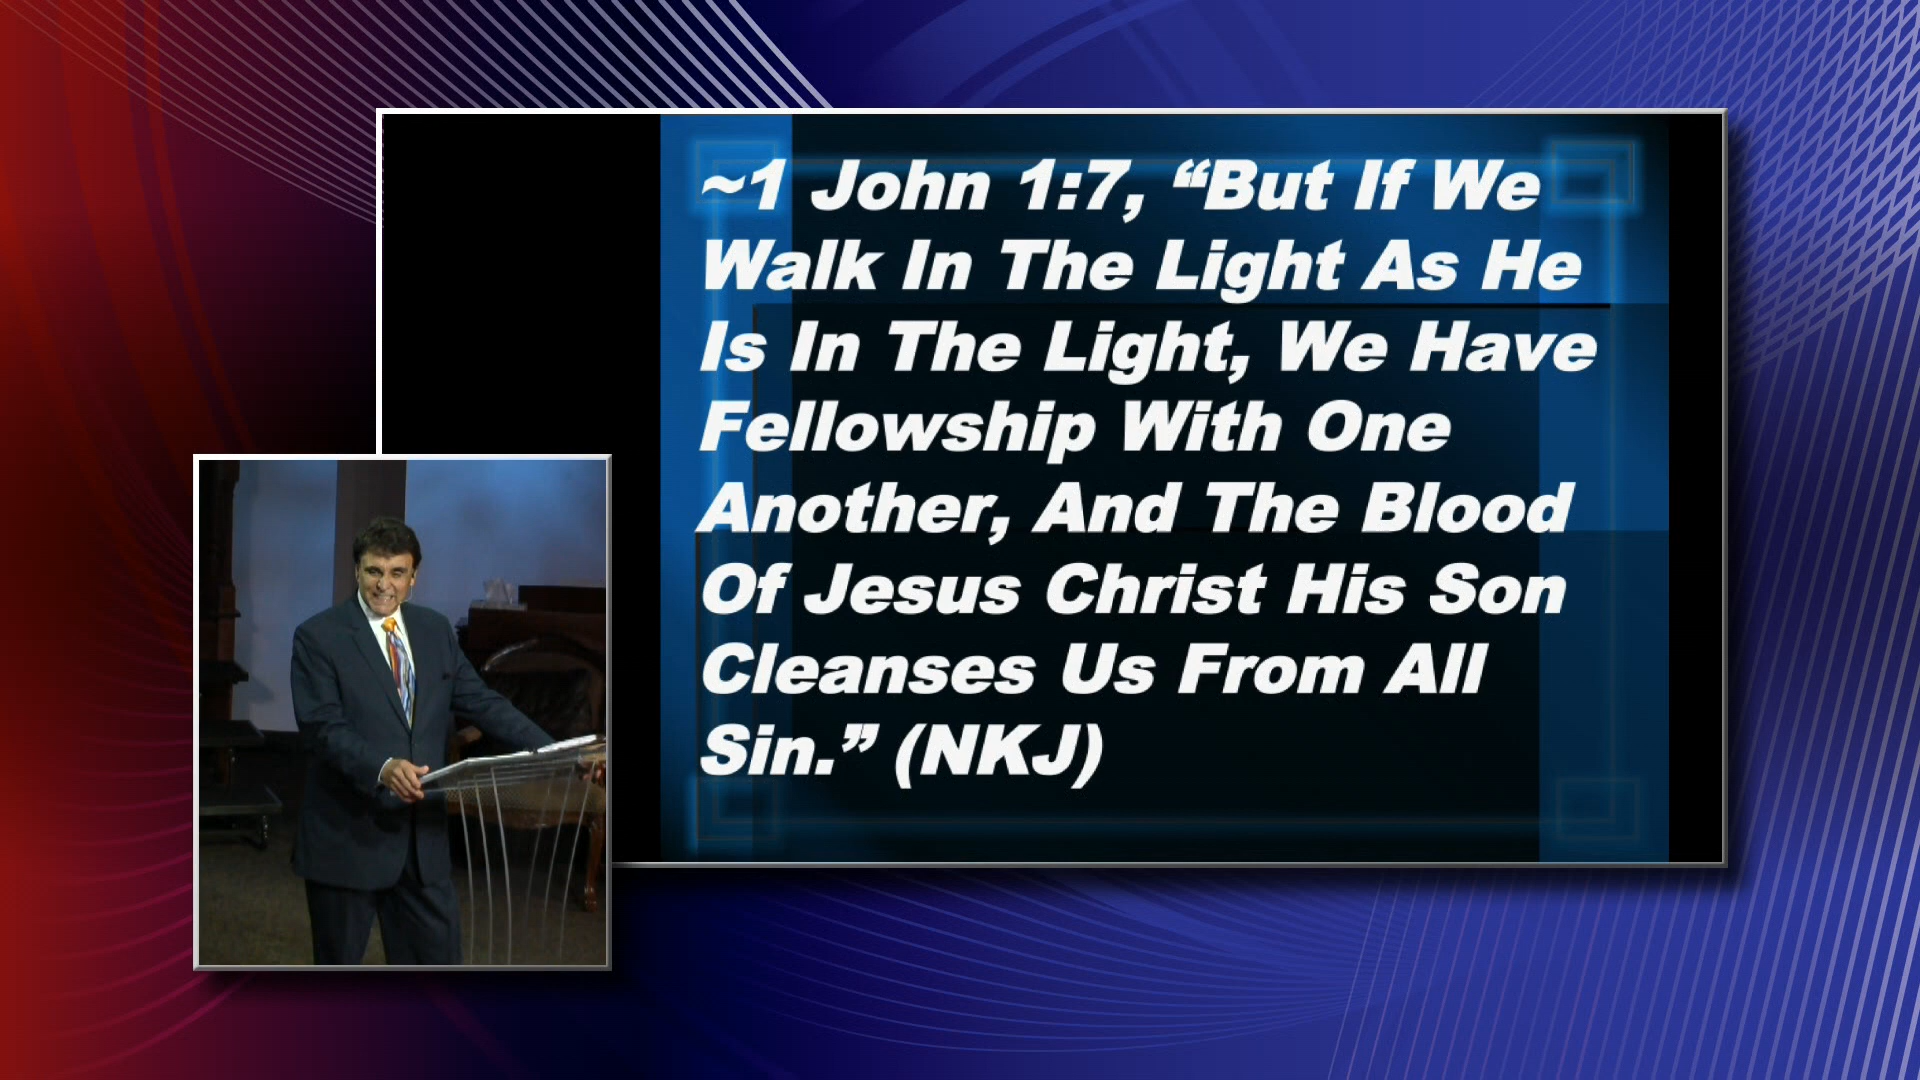 ~1 John 1:7, “But If We
Walk In The Light As He
Is In The Light, We Have
Fellowship With One
Another, And The Blood
Of Jesus Christ His Son
Cleanses Us From All
Sin.” (NKJ)